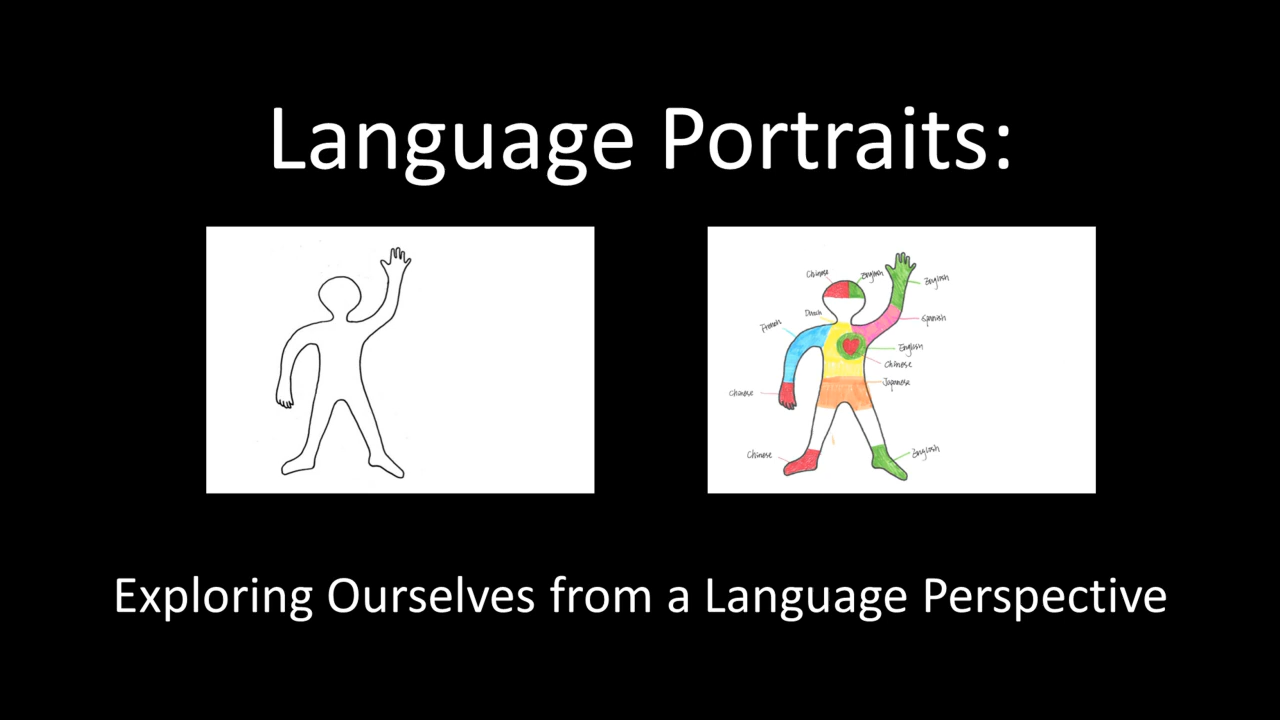 Language Portraits:
Chinese
English
English
Dutch
Spanish
French
English
Chinese
Japanese
Chinese
Chinese
English
Exploring Ourselves from a Language Perspective